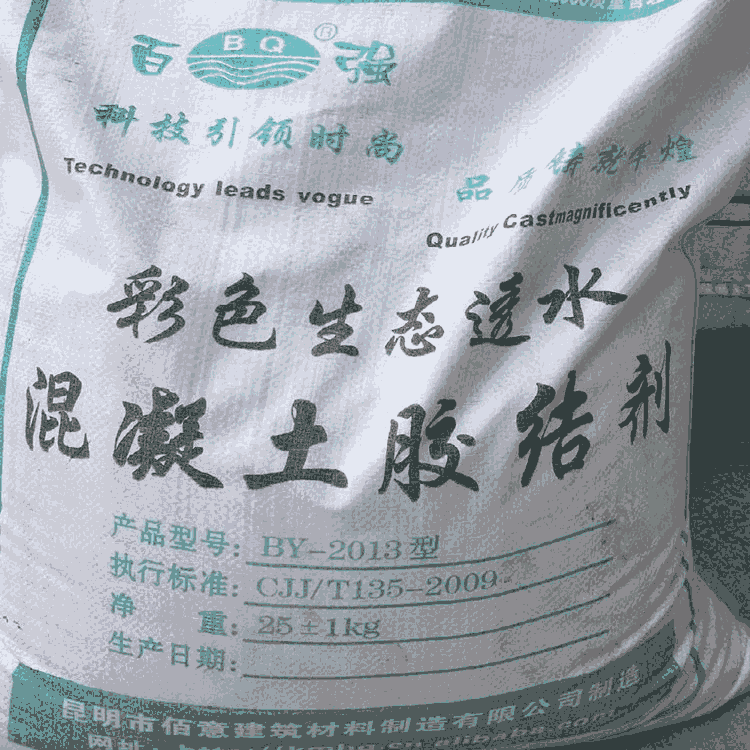 百 BQ ® 强
科技引领时尚
Technology leads vogue
品质铸就辉煌
Quality Castmagnificently
彩色生态透水
混凝土胶结剂
产品型号: BY-2013型
执行标准: CJJ/T135-2009
净 重: 25±1kg
生产日期:
昆明市佰意建筑材料制造有限公司制造
网址: